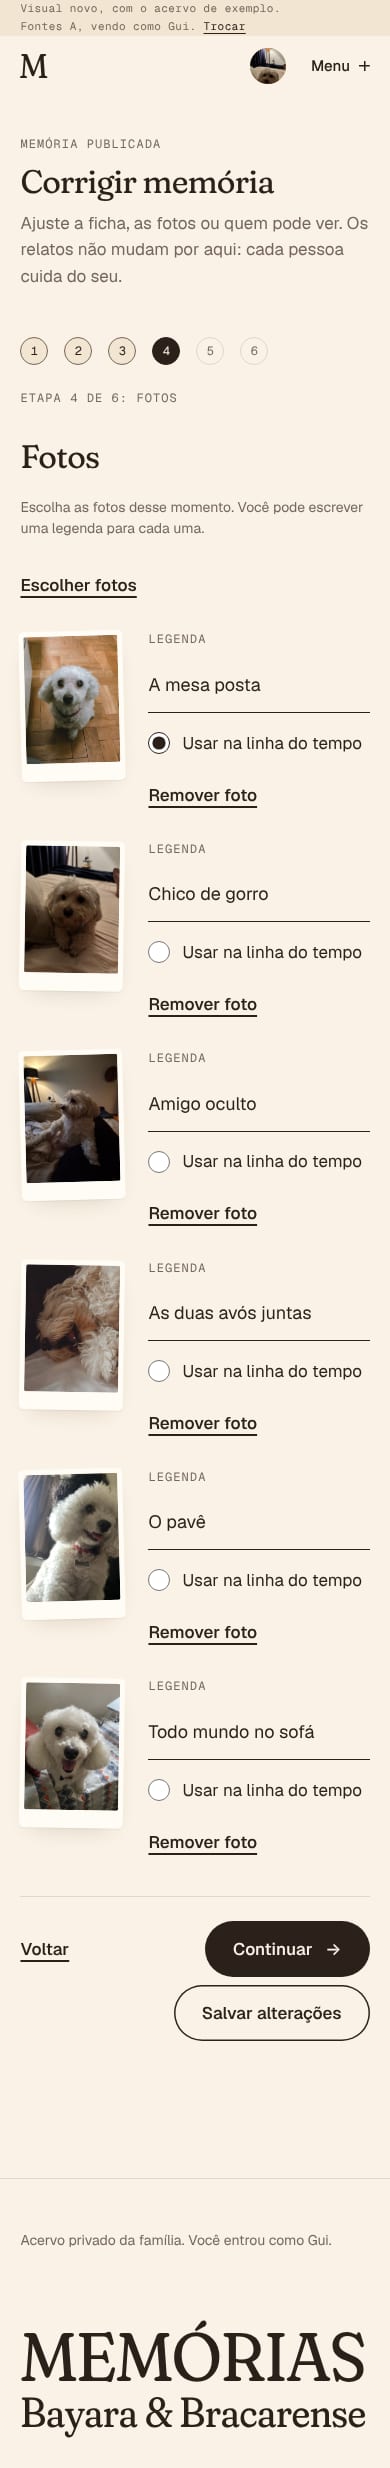 Visual novo, com o acervo de exemplo.
Fontes A, vendo como Gui. Trocar
M
Menu +
MEMÓRIA PUBLICADA
Corrigir memória
Ajuste a ficha, as fotos ou quem pode ver. Os
relatos não mudam por aqui: cada pessoa
cuida do seu.
1 2 3 4 5 6
ETAPA 4 DE 6: FOTOS
Fotos
Escolha as fotos desse momento. Você pode escrever
uma legenda para cada uma.
Escolher fotos
LEGENDA
A mesa posta
Usar na linha do tempo
Remover foto
LEGENDA
Chico de gorro
Usar na linha do tempo
Remover foto
LEGENDA
Amigo oculto
Usar na linha do tempo
Remover foto
LEGENDA
As duas avós juntas
Usar na linha do tempo
Remover foto
LEGENDA
O pavê
Usar na linha do tempo
Remover foto
LEGENDA
Todo mundo no sofá
Usar na linha do tempo
Remover foto
Voltar
Continuar →
Salvar alterações
Acervo privado da família. Você entrou como Gui.
MEMÓRIAS
Bayara & Bracarense